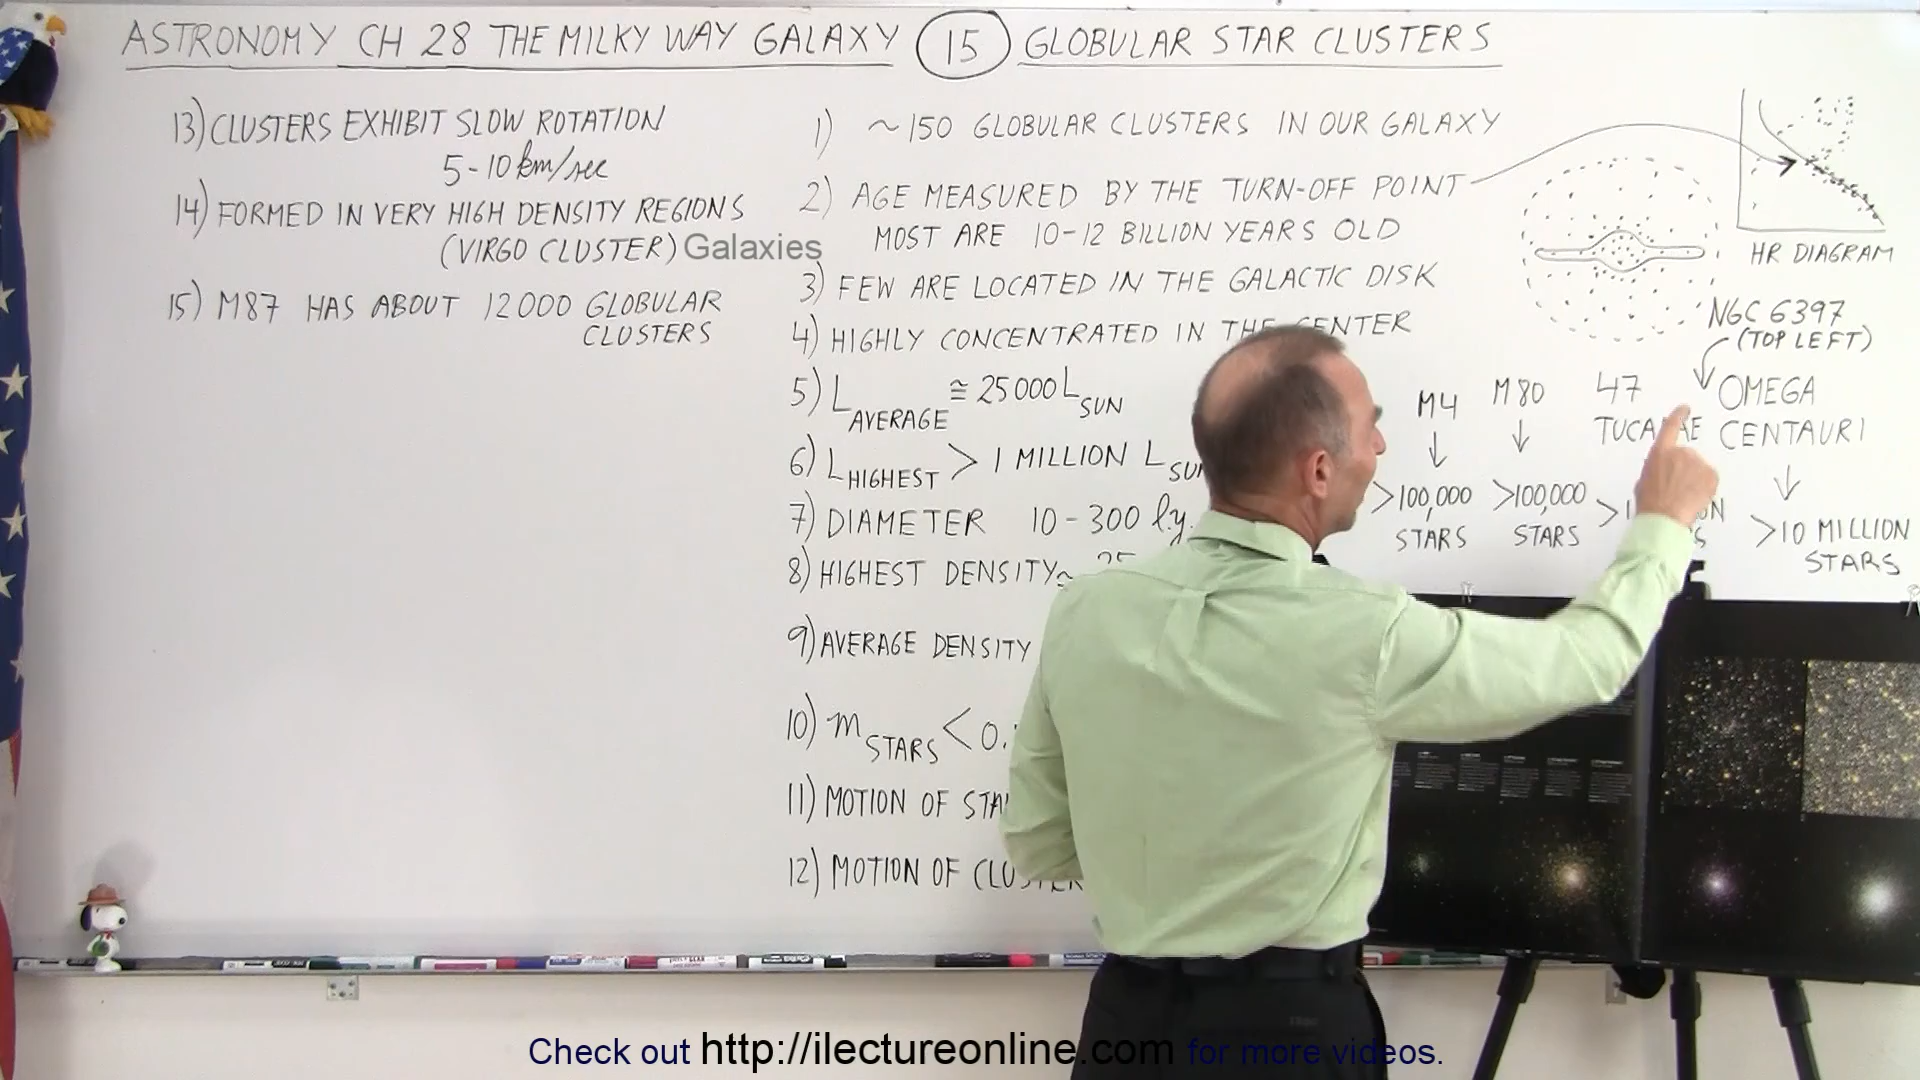 ASTRONOMY CH 28 THE MILKY WAY GALAXY 15 GLOBULAR STAR CLUSTERS
13) CLUSTERS EXHIBIT SLOW ROTATION
5-10 km/sec
14) FORMED IN VERY HIGH DENSITY REGIONS
(VIRGO CLUSTER) Galaxies
15) M87 HAS ABOUT 12000 GLOBULAR
CLUSTERS
1) ~150 GLOBULAR CLUSTERS IN OUR GALAXY
2) AGE MEASURED BY THE TURN-OFF POINT
MOST ARE 10-12 BILLION YEARS OLD
3) FEW ARE LOCATED IN THE GALACTIC DISK
4) HIGHLY CONCENTRATED IN THE CENTER
5) L AVERAGE ≅ 25000 L SUN
6) L HIGHEST > 1 MILLION L SUN
7) DIAMETER 10-300 l.y.
8) HIGHEST DENSITY ≅ 25
9) AVERAGE DENSITY
10) m STARS < 0.
11) MOTION OF STA
12) MOTION OF CLUSTER
HR DIAGRAM
NGC 6397
(TOP LEFT)
M4
>100,000
STARS
M80
>100,000
STARS
47
TUCANAE
OMEGA
CENTAURI
>10 MILLION
STARS
Check out http://ilectureonline.com for more videos.